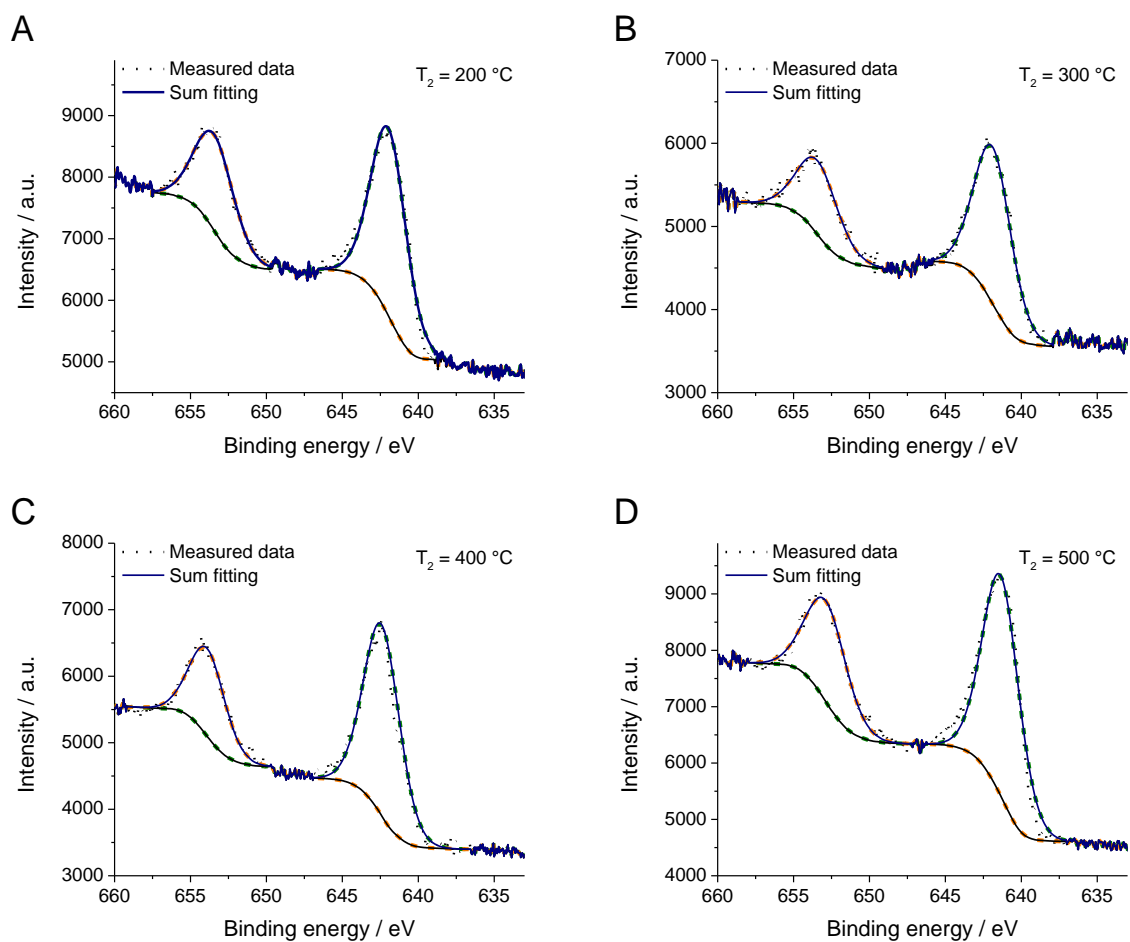 A
Measured data
Sum fitting
T2 = 200 °C
Intensity / a.u.
9000
8000
7000
6000
5000
660 655 650 645 640 635
Binding energy / eV
B
Measured data
Sum fitting
T2 = 300 °C
Intensity / a.u.
7000
6000
5000
4000
3000
660 655 650 645 640 635
Binding energy / eV
C
Measured data
Sum fitting
T2 = 400 °C
Intensity / a.u.
8000
7000
6000
5000
4000
3000
660 655 650 645 640 635
Binding energy / eV
D
Measured data
Sum fitting
T2 = 500 °C
Intensity / a.u.
9000
8000
7000
6000
5000
4000
660 655 650 645 640 635
Binding energy / eV